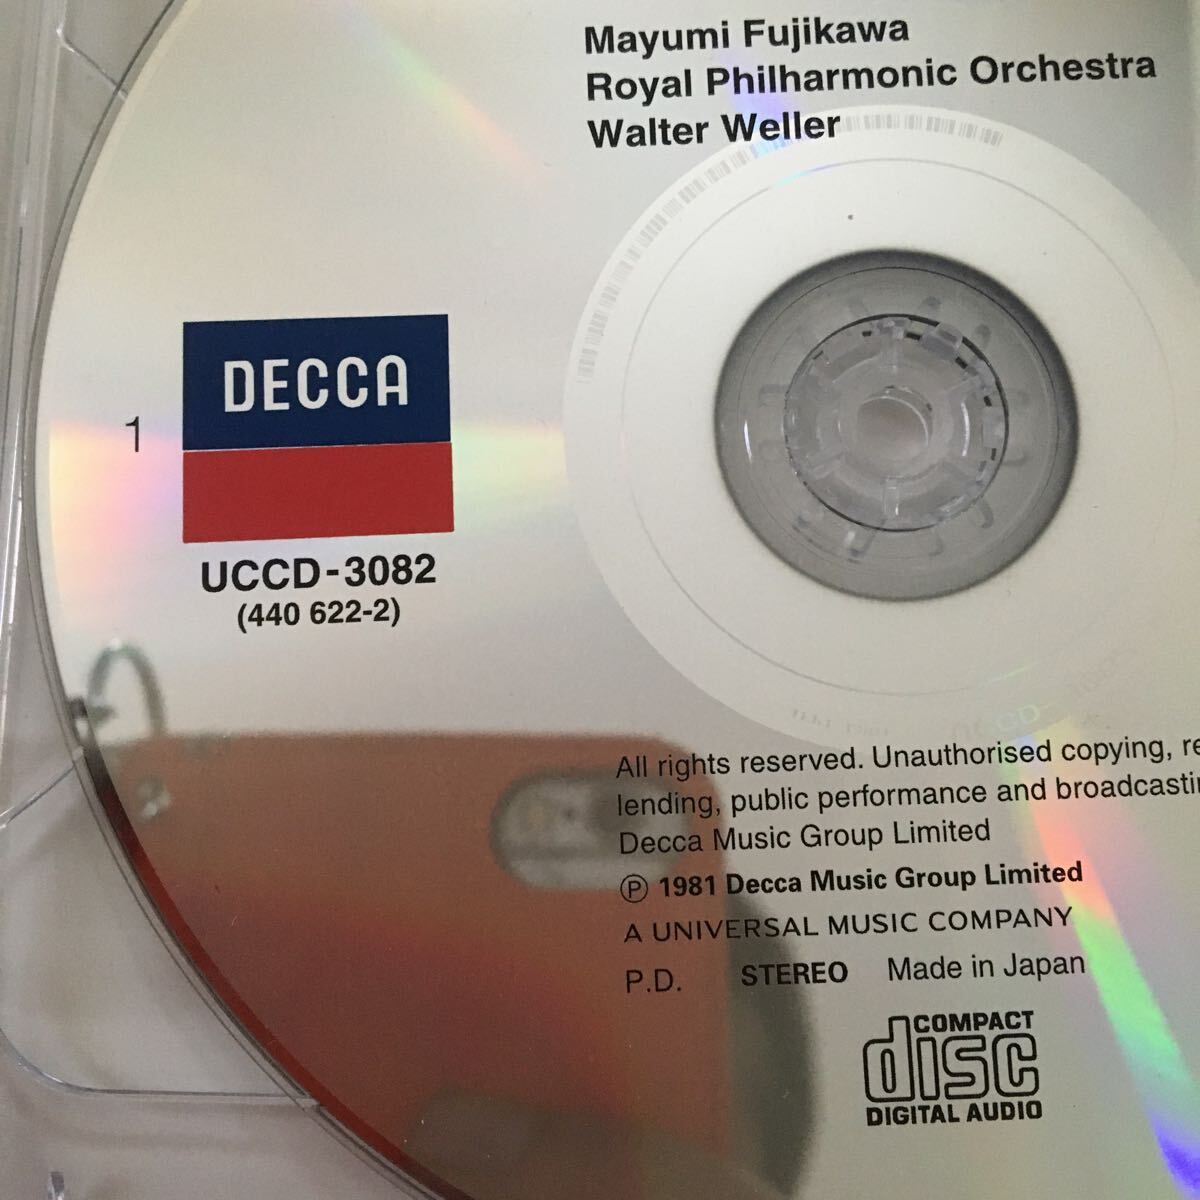 Mayumi Fujikawa
Royal Philharmonic Orchestra
Walter Weller
1
DECCA
UCCD-3082
(440 622-2)
All rights reserved. Unauthorised copying, re
lending, public performance and broadcastin
Decca Music Group Limited
℗ 1981 Decca Music Group Limited
A UNIVERSAL MUSIC COMPANY
P.D. STEREO Made in Japan
COMPACT
disc
DIGITAL AUDIO